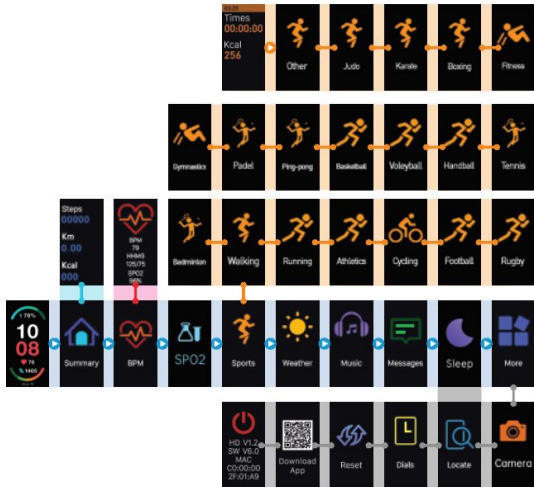 03:25
Times
00:00:00
Kcal
256
Other
Judo
Karate
Boxing
Fitness
Gymnastics
Padel
Ping-pong
Basketball
Voleyball
Handball
Tennis
Steps
00000
Km
0.00
Kcal
000
BPM
79
HHMG
125/75
SPO2
96%
Badminton
Walking
Running
Athletics
Cycling
Football
Rugby
79%
10
08
76
1465
Summary
BPM
SPO2
Sports
Weather
Music
Messages
Sleep
More
HD V1.2
SW V6.0
MAC
C0:00:00
2F:01:A9
Download
App
Reset
Dials
Locate
Camera